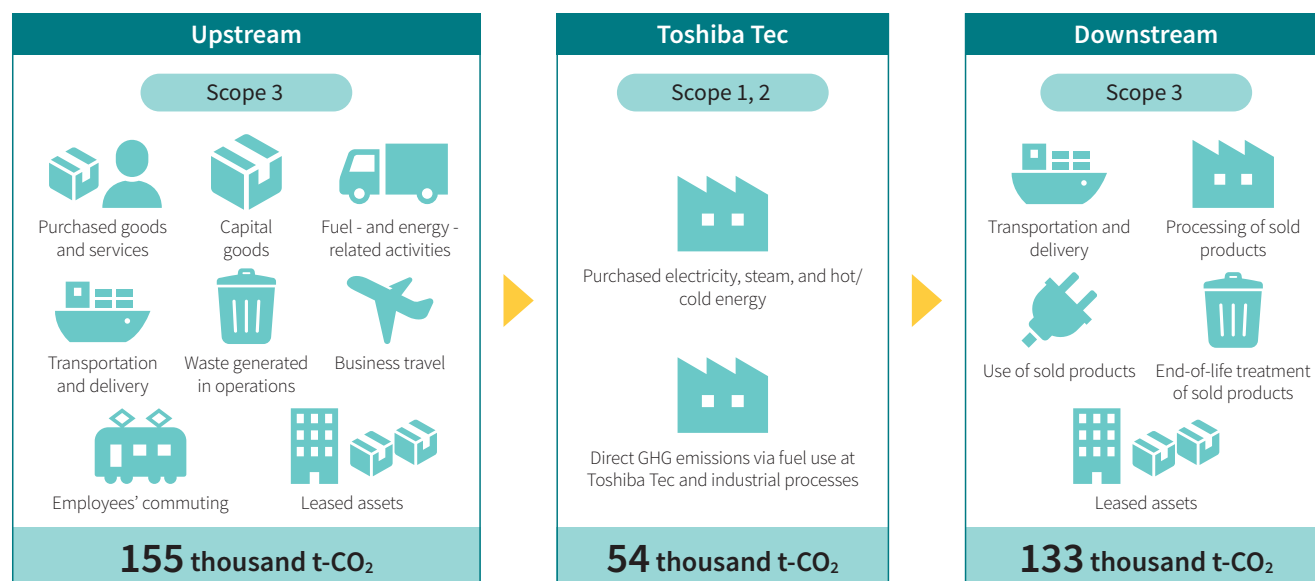 Upstream
Scope 3
Purchased goods
and services
Capital
goods
Fuel - and energy -
related activities
Transportation
and delivery
Waste generated
in operations
Business travel
Employees’ commuting
Leased assets
155 thousand t-CO₂
Toshiba Tec
Scope 1, 2
Purchased electricity, steam, and hot/
cold energy
Direct GHG emissions via fuel use at
Toshiba Tec and industrial processes
54 thousand t-CO₂
Downstream
Scope 3
Transportation and
delivery
Processing of sold
products
Use of sold products
End-of-life treatment
of sold products
Leased assets
133 thousand t-CO₂